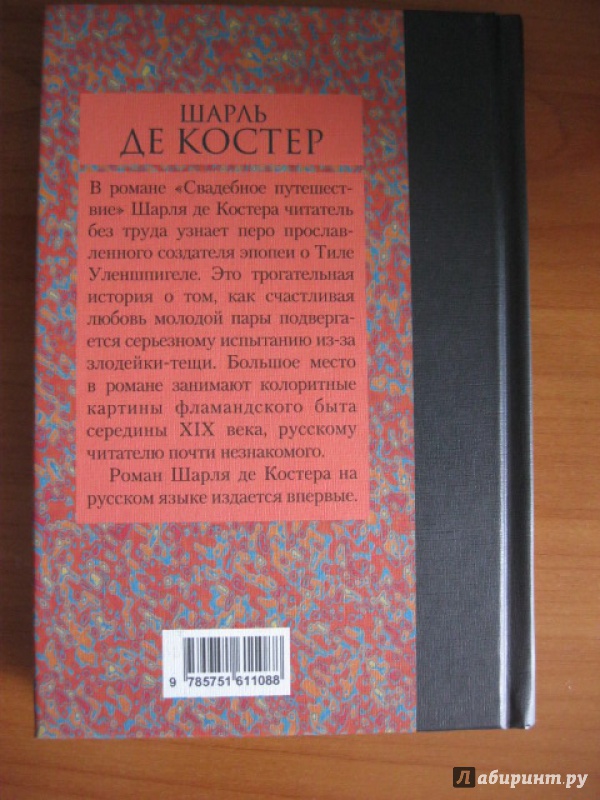 ШАРЛЬ
ДЕ КОСТЕР
В романе «Свадебное путешест-
вие» Шарля де Костера читатель
без труда узнает перо прослав-
ленного создателя эпопеи о Тиле
Уленшпигеле. Это трогательная
история о том, как счастливая
любовь молодой пары подверга-
ется серьезному испытанию из-за
злодейки-тещи. Большое место
в романе занимают колоритные
картины фламандского быта
середины XIX века, русскому
читателю почти незнакомого.
Роман Шарля де Костера на
русском языке издается впервые.
9 785751 611088
Лабиринт.ру